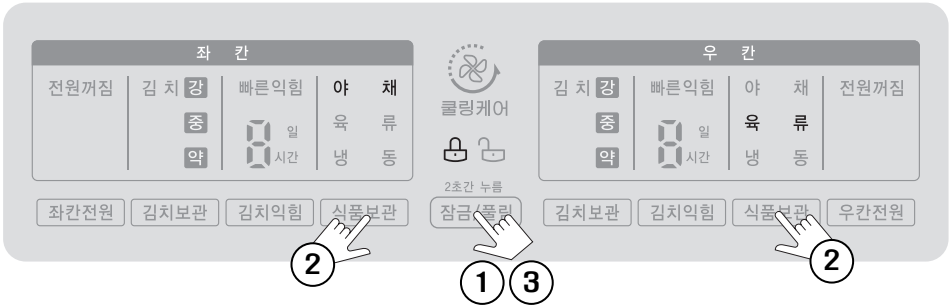 좌 칸
전원꺼짐 김 치 강 빠른익힘 야 채
중 일 육 류
약 시간 냉 동
좌칸전원 김치보관 김치익힘 식품보관
②
쿨링케어
2초간 누름
잠금/풀림
① ③
우 칸
김 치 강 빠른익힘 야 채 전원꺼짐
중 일 육 류
약 시간 냉 동
김치보관 김치익힘 식품보관 우칸전원
②